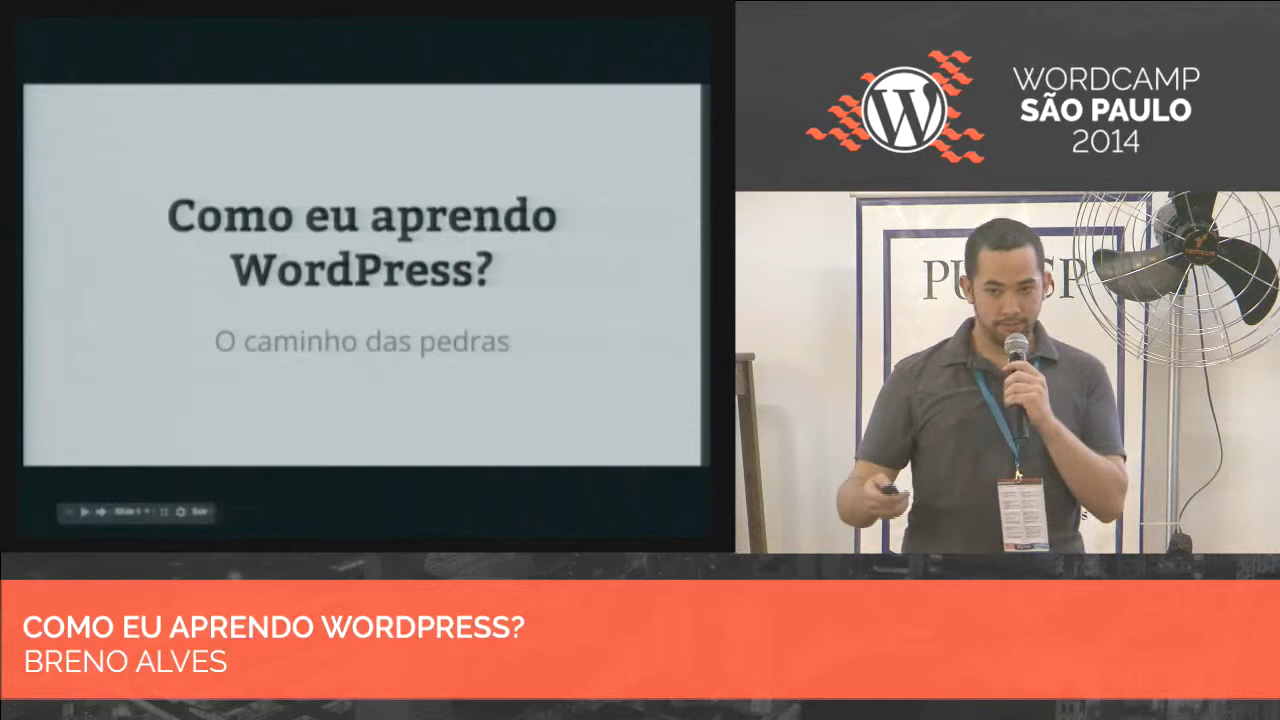 Como eu aprendo
WordPress?
O caminho das pedras
WORDCAMP
SÃO PAULO
2014
COMO EU APRENDO WORDPRESS?
BRENO ALVES